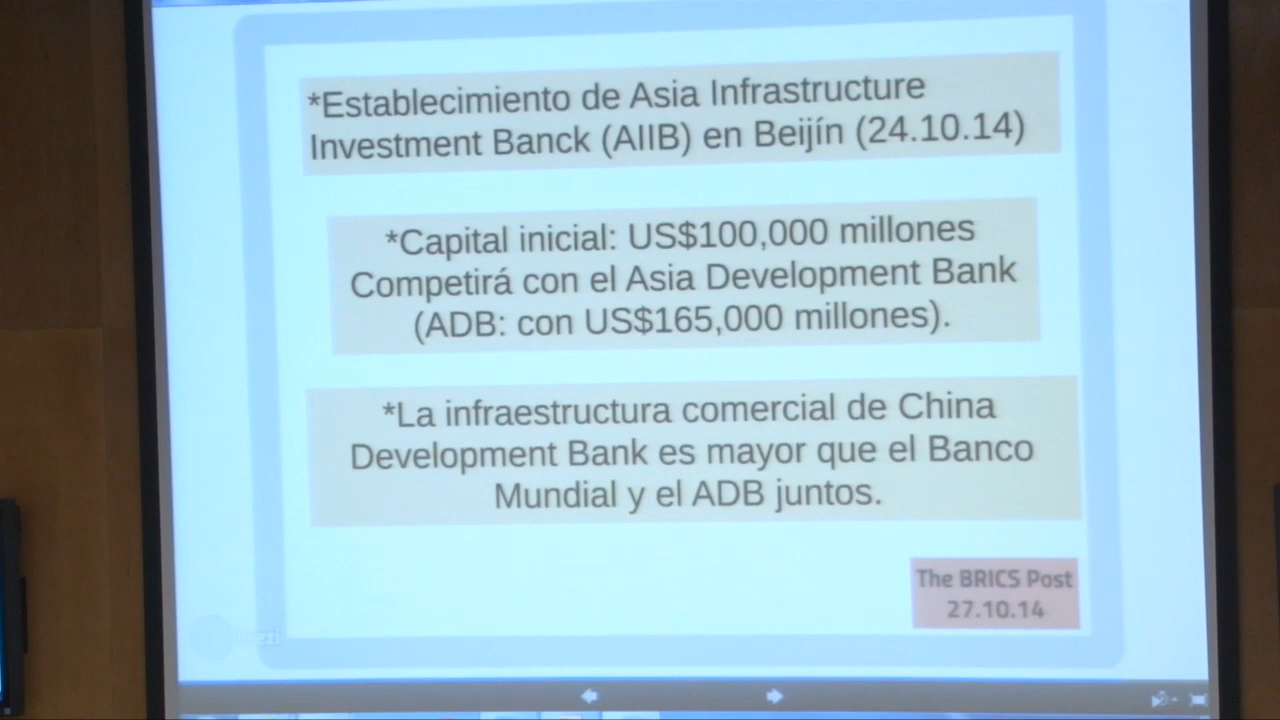 *Establecimiento de Asia Infrastructure
Investment Banck (AIIB) en Beijín (24.10.14)
*Capital inicial: US$100,000 millones
Competirá con el Asia Development Bank
(ADB: con US$165,000 millones).
*La infraestructura comercial de China
Development Bank es mayor que el Banco
Mundial y el ADB juntos.
The BRICS Post
27.10.14